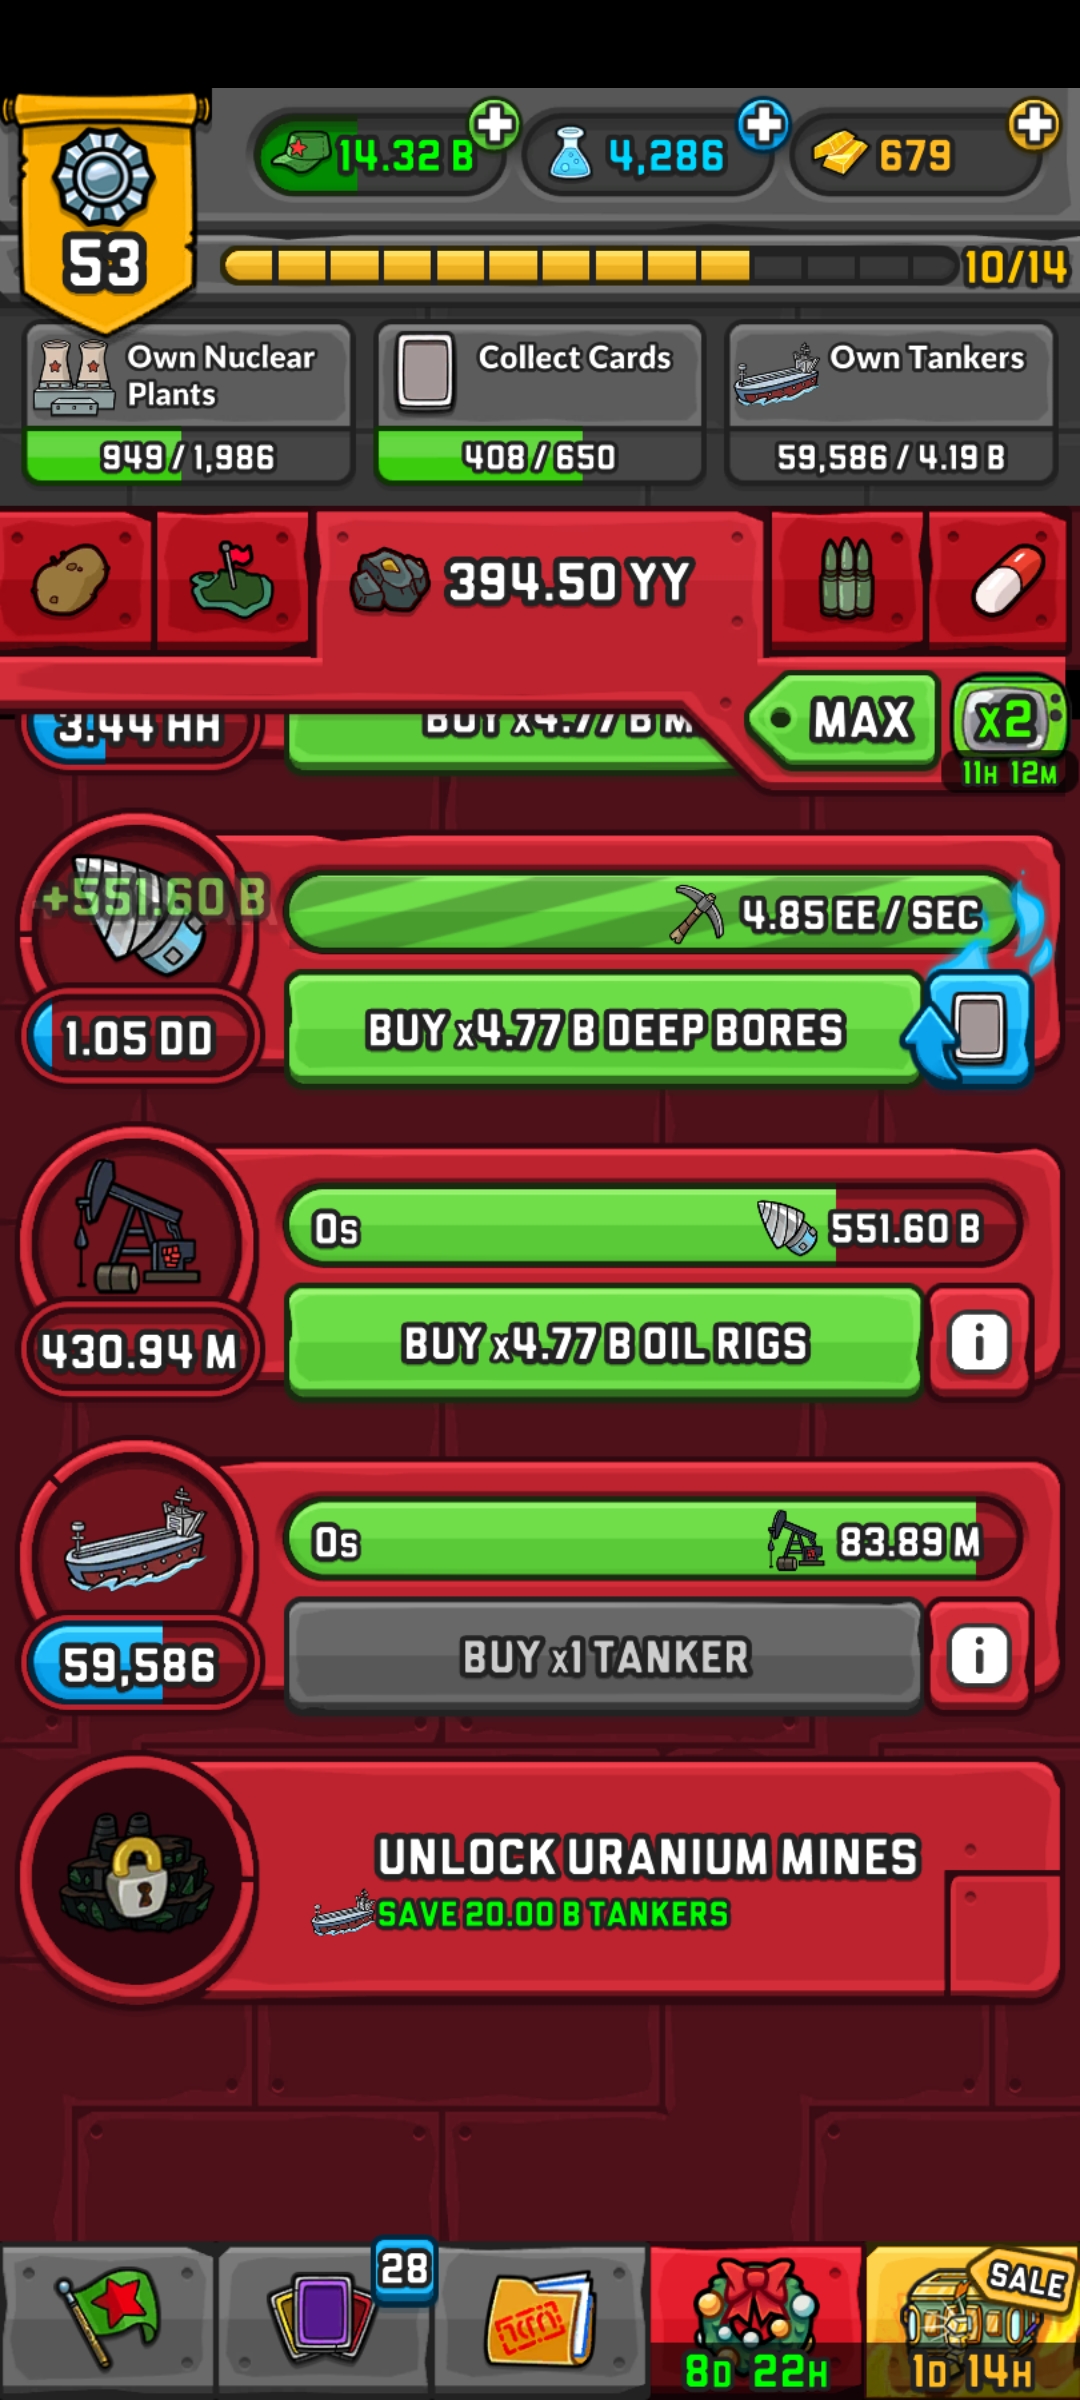 53
14.32 B
4,286
679
10/14
Own Nuclear Plants
949 / 1,986
Collect Cards
408 / 650
Own Tankers
59,586 / 4.19 B
394.50 YY
MAX
x2
11H 12M
3.44 HH
BUY x4.77 B M
+551.60 B
4.85 EE / SEC
1.05 DD
BUY x4.77 B DEEP BORES
0s
551.60 B
430.94 M
BUY x4.77 B OIL RIGS
i
0s
83.89 M
59,586
BUY x1 TANKER
i
UNLOCK URANIUM MINES
SAVE 20.00 B TANKERS
28
8D 22H
SALE
1D 14H